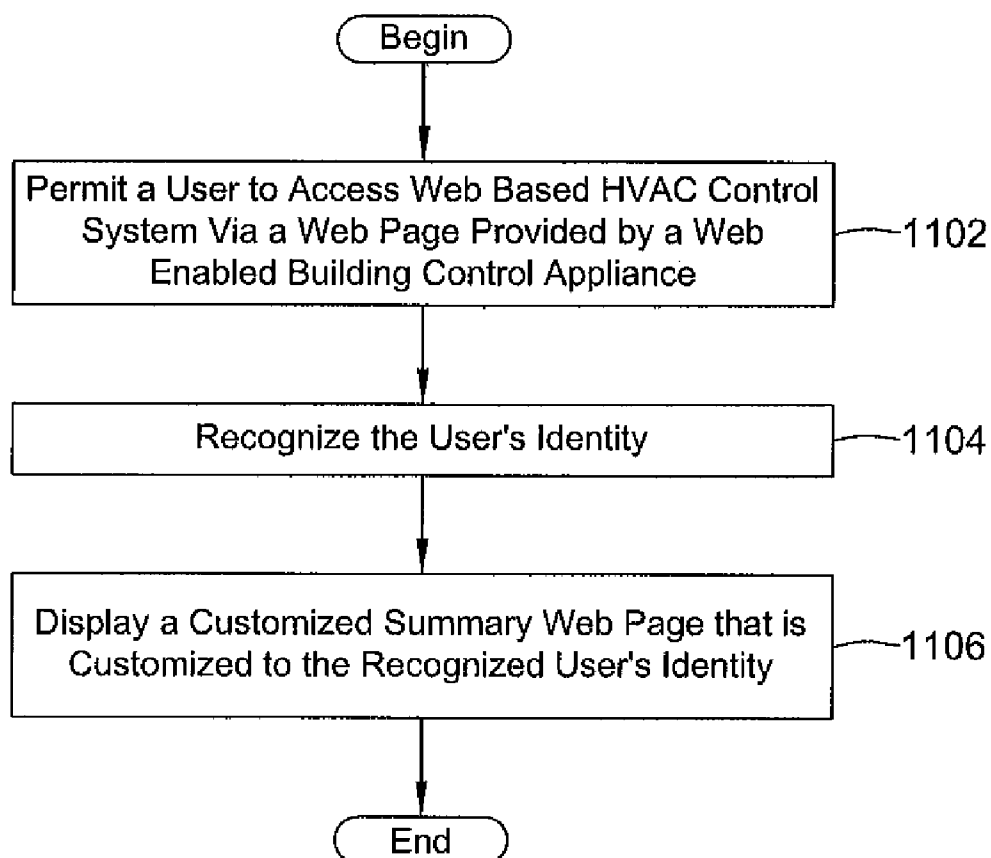 Begin
Permit a User to Access Web Based HVAC Control
System Via a Web Page Provided by a Web
Enabled Building Control Appliance
1102
Recognize the User's Identity
1104
Display a Customized Summary Web Page that is
Customized to the Recognized User's Identity
1106
End